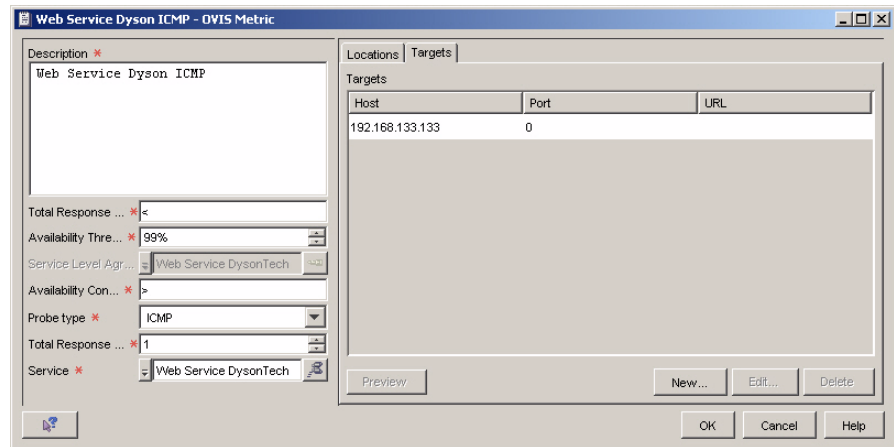 Web Service Dyson ICMP - OVIS Metric
Description *
Web Service Dyson ICMP
Total Response ... * <
Availability Thre... * 99%
Service Level Agr... Web Service DysonTech
Availability Con... * >
Probe type * ICMP
Total Response ... * 1
Service * Web Service DysonTech
Locations Targets
Targets
Host Port URL
192.168.133.133 0
Preview New... Edit... Delete
OK Cancel Help